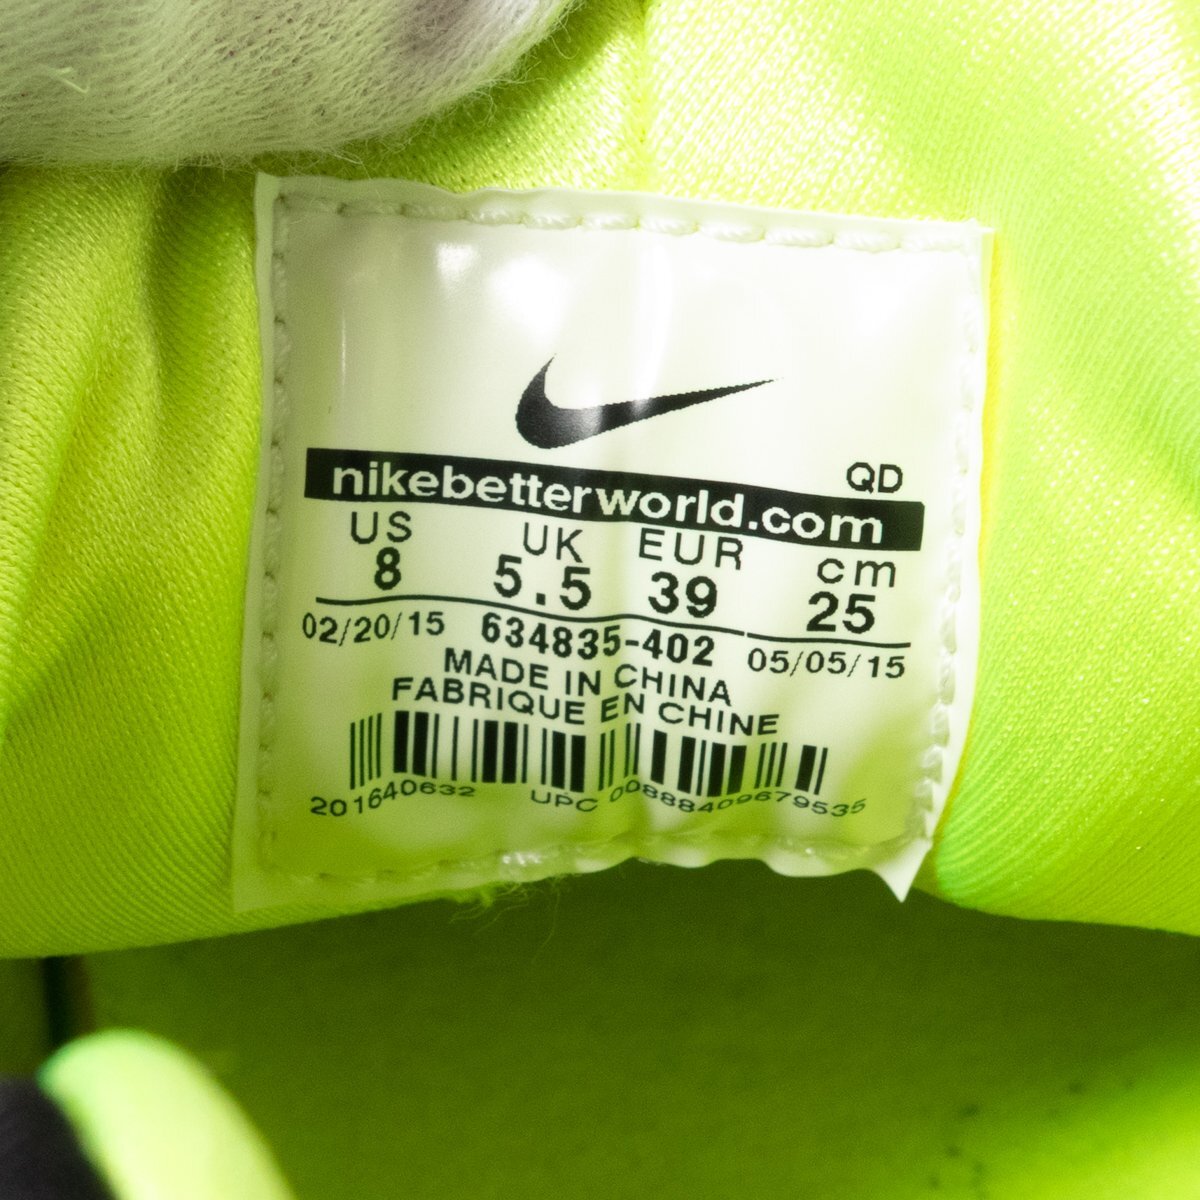 QD
nikebetterworld.com
US UK EUR cm
8 5.5 39 25
02/20/15 634835-402 05/05/15
MADE IN CHINA
FABRIQUE EN CHINE
201640632 UPC 00888409679535